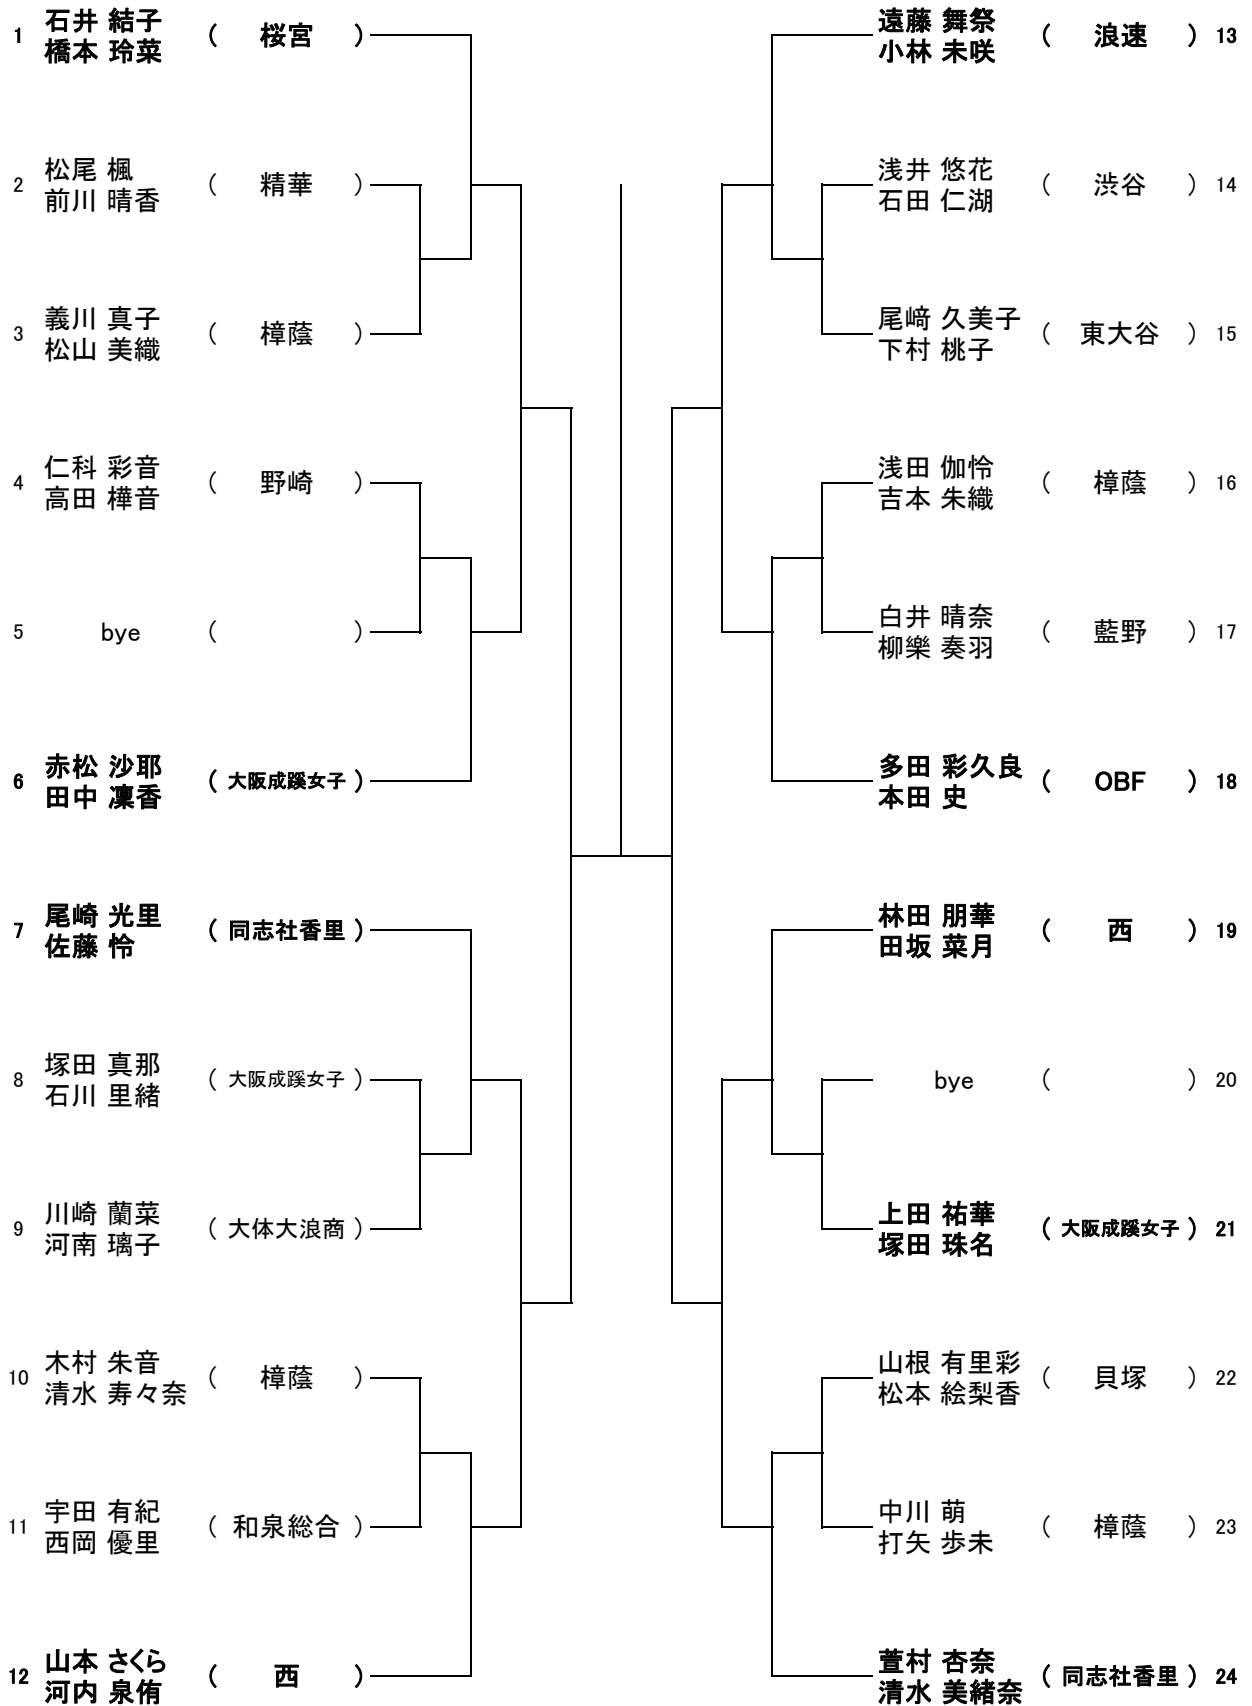 1 石井 結子 ( 桜宮 )
橋本 玲菜
2 松尾 楓 ( 精華 )
前川 晴香
3 義川 真子 ( 樟蔭 )
松山 美織
4 仁科 彩音 ( 野崎 )
高田 樺音
5 bye ( )
6 赤松 沙耶 ( 大阪成蹊女子 )
田中 凜香
7 尾崎 光里 ( 同志社香里 )
佐藤 怜
8 塚田 真那 ( 大阪成蹊女子 )
石川 里緒
9 川崎 蘭菜 ( 大体大浪商 )
河南 璃子
10 木村 朱音 ( 樟蔭 )
清水 寿々奈
11 宇田 有紀 ( 和泉総合 )
西岡 優里
12 山本 さくら ( 西 )
河内 泉侑
遠藤 舞祭 ( 浪速 ) 13
小林 未咲
浅井 悠花 ( 渋谷 ) 14
石田 仁湖
尾﨑 久美子 ( 東大谷 ) 15
下村 桃子
浅田 伽怜 ( 樟蔭 ) 16
吉本 朱織
白井 晴奈 ( 藍野 ) 17
柳樂 奏羽
多田 彩久良 ( OBF ) 18
本田 史
林田 朋華 ( 西 ) 19
田坂 菜月
bye ( ) 20
上田 祐華 ( 大阪成蹊女子 ) 21
塚田 珠名
山根 有里彩 ( 貝塚 ) 22
松本 絵梨香
中川 萌 ( 樟蔭 ) 23
打矢 歩未
萱村 杏奈 ( 同志社香里 ) 24
清水 美緒奈